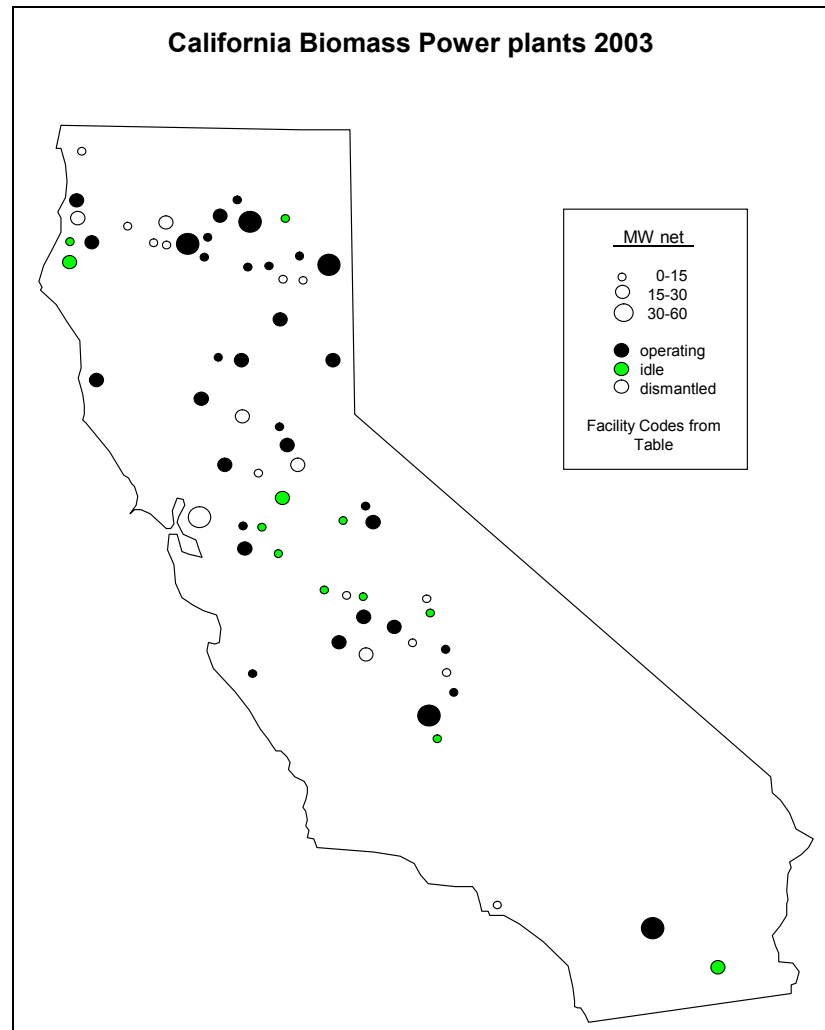 California Biomass Power plants 2003
MW net
0-15
15-30
30-60
operating
idle
dismantled
Facility Codes from
Table